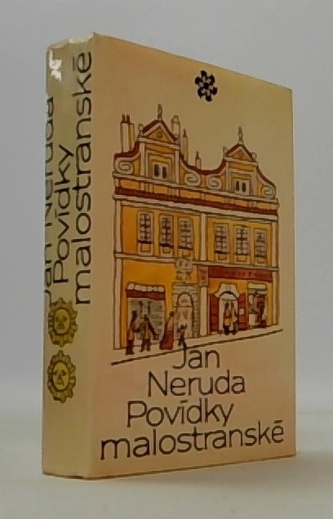 Jan Neruda
Povídky
malostranské
Jan
Neruda
Povídky
malostranské